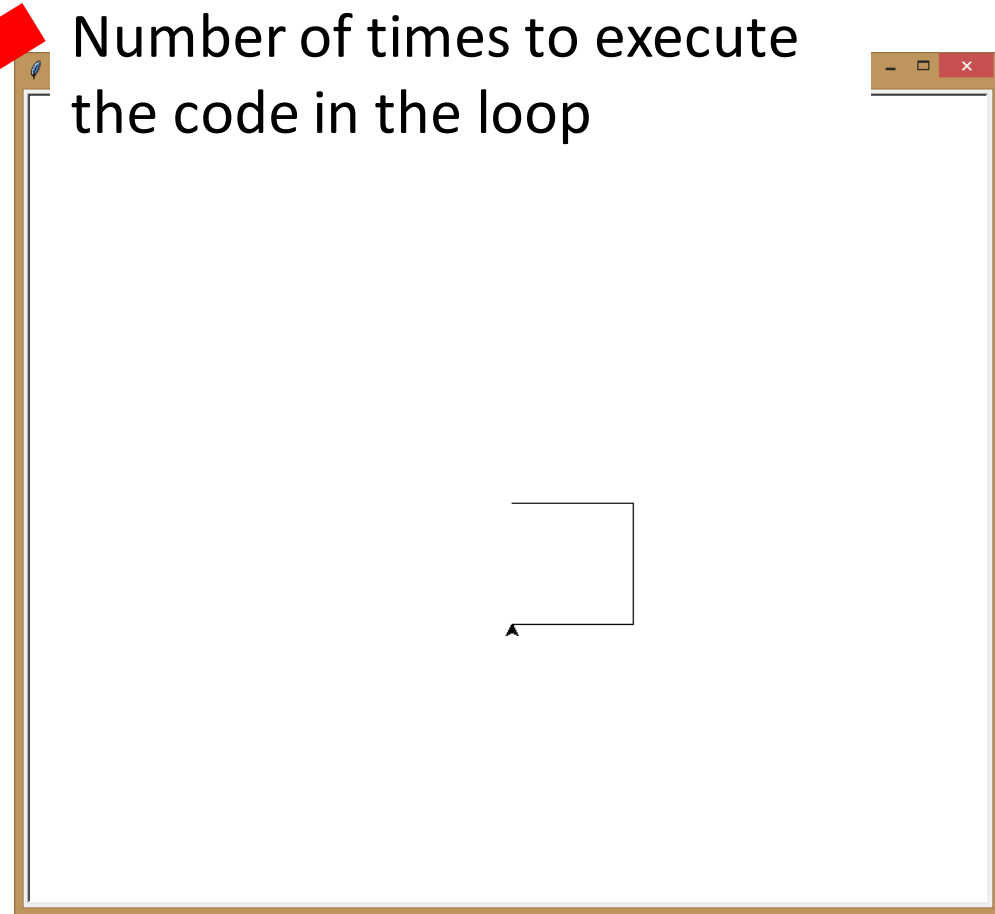 Number of times to execute
the code in the loop